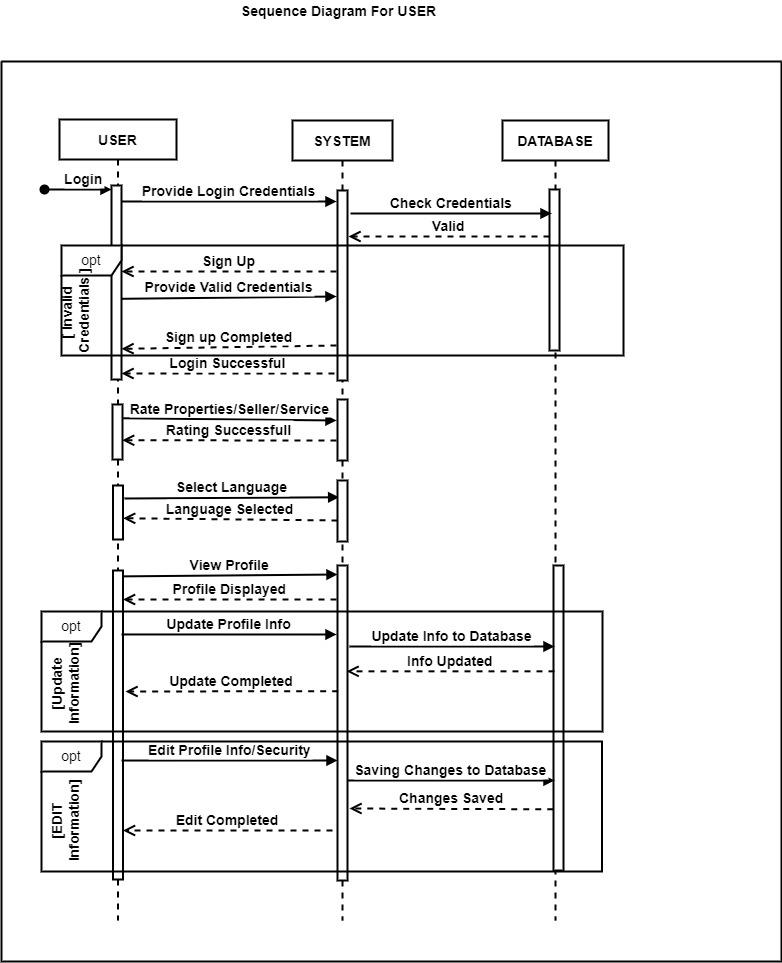 Sequence Diagram For USER
USER
SYSTEM
DATABASE
Login
Provide Login Credentials
Check Credentials
Valid
opt
[ Invalid
Credentials ]
Sign Up
Provide Valid Credentials
Sign up Completed
Login Successful
Rate Properties/Seller/Service
Rating Successfull
Select Language
Language Selected
View Profile
Profile Displayed
opt
[Update
Information]
Update Profile Info
Update Info to Database
Info Updated
Update Completed
opt
[EDIT
Information]
Edit Profile Info/Security
Saving Changes to Database
Changes Saved
Edit Completed